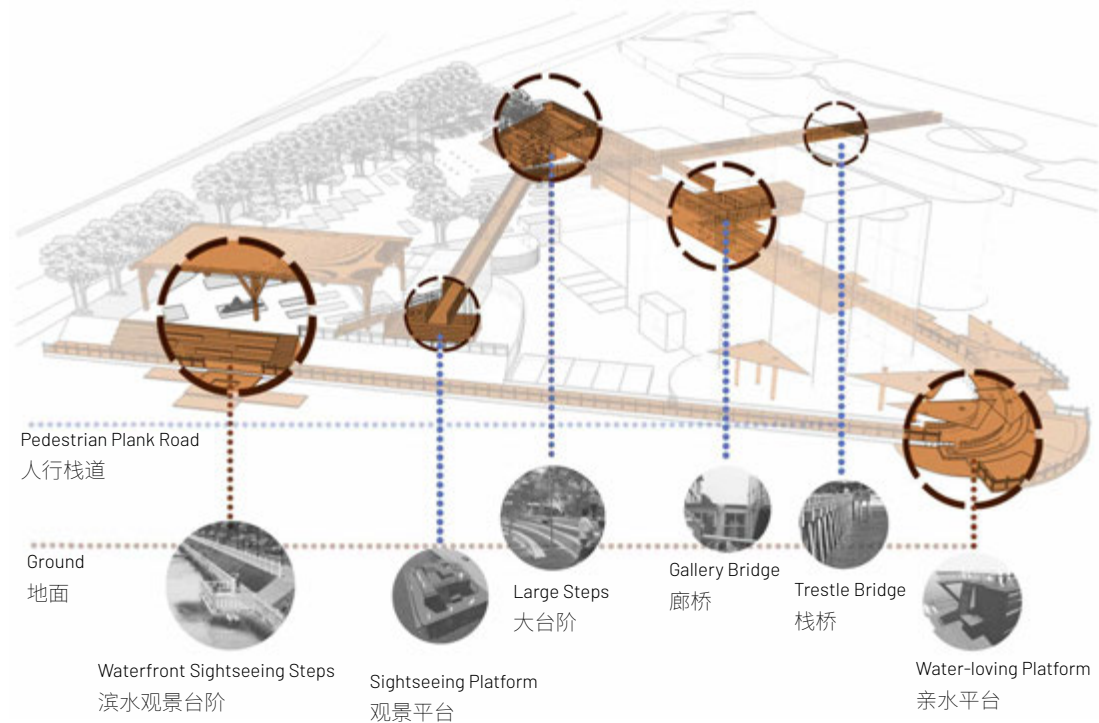 Pedestrian Plank Road
人行栈道
Ground
地面
Large Steps
大台阶
Gallery Bridge
廊桥
Trestle Bridge
栈桥
Waterfront Sightseeing Steps
滨水观景台阶
Sightseeing Platform
观景平台
Water-loving Platform
亲水平台